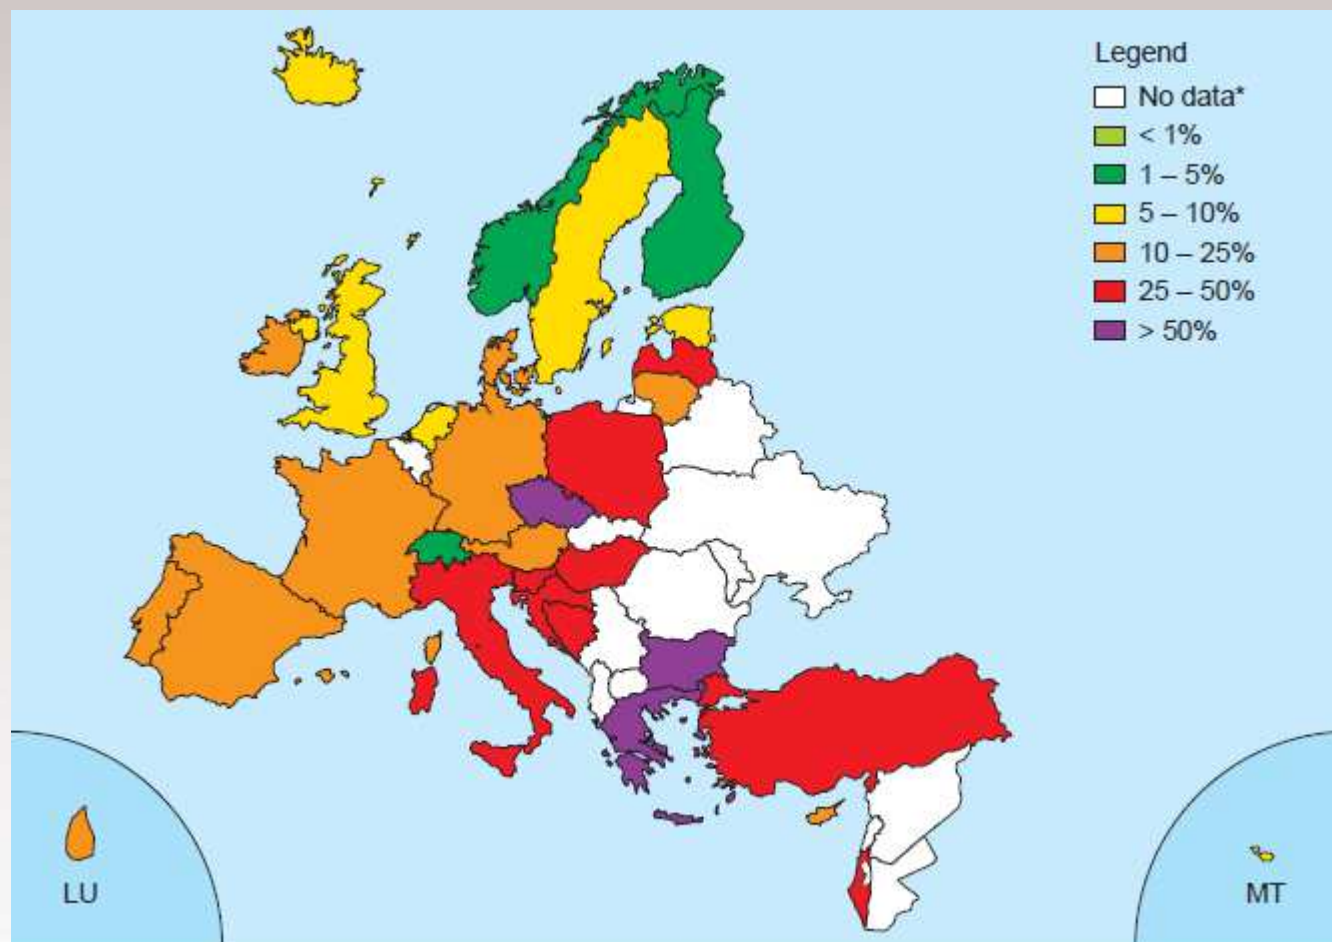 Legend
No data*
< 1%
1 – 5%
5 – 10%
10 – 25%
25 – 50%
> 50%
LU
MT